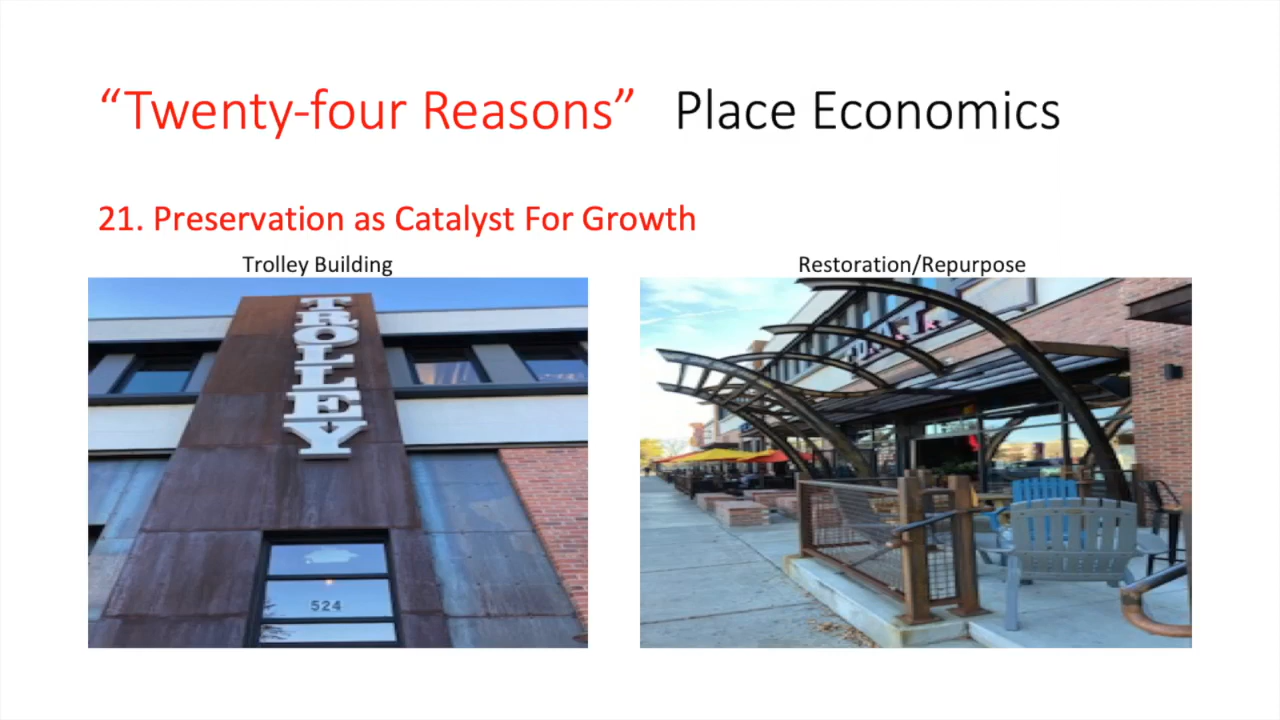 “Twenty-four Reasons” Place Economics
21. Preservation as Catalyst For Growth
Trolley Building
Restoration/Repurpose
TROLLEY
524